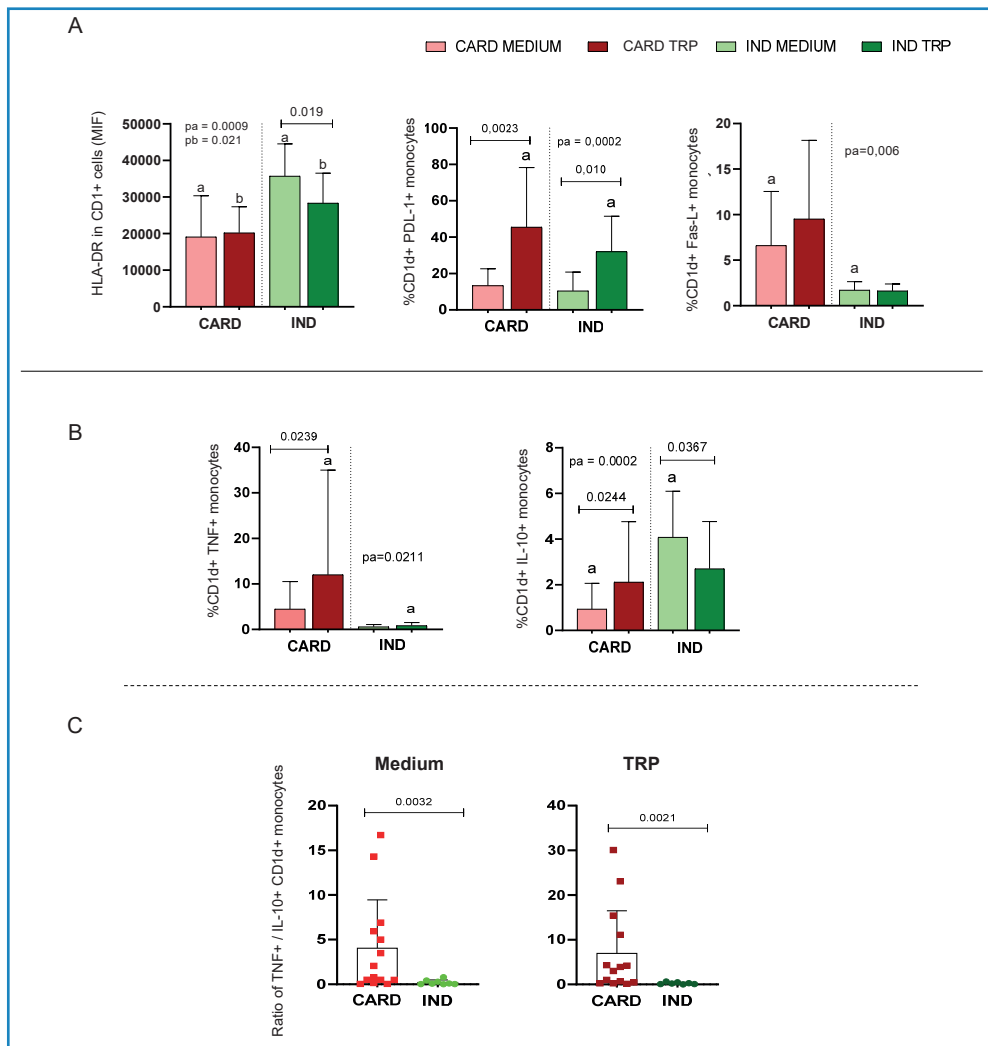 A
CARD MEDIUM CARD TRP IND MEDIUM IND TRP
HLA-DR in CD1+ cells (MIF)
50000
40000
30000
20000
10000
0
pa = 0.0009
pb = 0.021
0.019
a
b
a
b
CARD IND
%CD1d+ PDL-1+ monocytes
100
80
60
40
20
0
0,0023
pa = 0,0002
0,010
a
a
CARD IND
%CD1d+ Fas-L+ monocytes
20
15
10
5
0
pa=0,006
a
a
CARD IND
B
%CD1d+ TNF+ monocytes
40
30
20
10
0
0.0239
a
pa=0.0211
a
CARD IND
%CD1d+ IL-10+ monocytes
8
6
4
2
0
pa = 0.0002
0.0367
0.0244
a
a
CARD IND
C
Ratio of TNF+ / IL-10+ CD1d+ monocytes
Medium
20
15
10
5
0
0.0032
CARD IND
TRP
40
30
20
10
0
0.0021
CARD IND